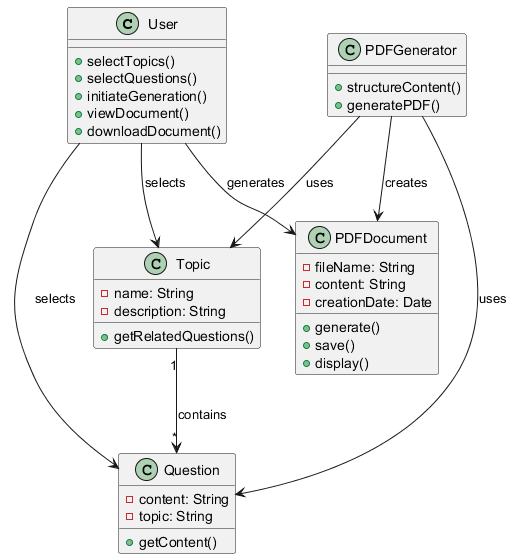 C User
selectTopics()
selectQuestions()
initiateGeneration()
viewDocument()
downloadDocument()
C PDFGenerator
structureContent()
generatePDF()
selects
generates
uses
creates
C Topic
name: String
description: String
getRelatedQuestions()
C PDFDocument
fileName: String
content: String
creationDate: Date
generate()
save()
display()
selects
uses
1
contains
*
C Question
content: String
topic: String
getContent()